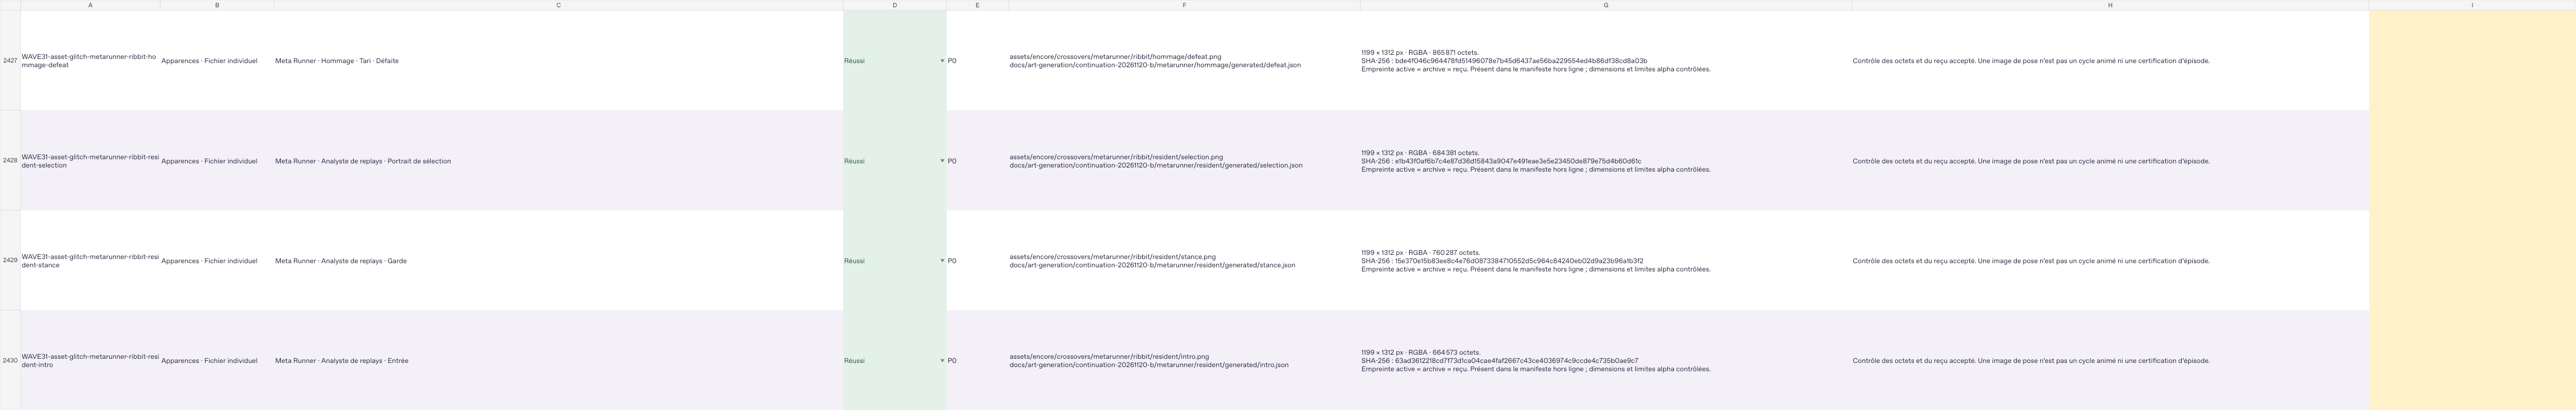 A B C D E F G H I
2427
WAVE31-asset-glitch-metarunner-ribbit-ho
mmage-defeat
Apparences · Fichier individuel
Meta Runner · Hommage · Tari · Défaite
Réussi
P0
assets/encore/crossovers/metarunner/ribbit/hommage/defeat.png
docs/art-generation/continuation-20261120-b/metarunner/hommage/generated/defeat.json
1199 × 1312 px · RGBA · 865 871 octets.
SHA-256 : bde4f046c964478fd51496078e7b45d6437ae56ba229554ed4b86df38cd8a03b
Empreinte active = archive = reçu. Présent dans le manifeste hors ligne ; dimensions et limites alpha contrôlées.
Contrôle des octets et du reçu accepté. Une image de pose n’est pas un cycle animé ni une certification d’épisode.
2428
WAVE31-asset-glitch-metarunner-ribbit-resi
dent-selection
Apparences · Fichier individuel
Meta Runner · Analyste de replays · Portrait de sélection
Réussi
P0
assets/encore/crossovers/metarunner/ribbit/resident/selection.png
docs/art-generation/continuation-20261120-b/metarunner/resident/generated/selection.json
1199 × 1312 px · RGBA · 684 381 octets.
SHA-256 : e1b43f0af6b7c4e87d36d15843a9047e491eae3e5e23450de879e75d4b60d61c
Empreinte active = archive = reçu. Présent dans le manifeste hors ligne ; dimensions et limites alpha contrôlées.
Contrôle des octets et du reçu accepté. Une image de pose n’est pas un cycle animé ni une certification d’épisode.
2429
WAVE31-asset-glitch-metarunner-ribbit-resi
dent-stance
Apparences · Fichier individuel
Meta Runner · Analyste de replays · Garde
Réussi
P0
assets/encore/crossovers/metarunner/ribbit/resident/stance.png
docs/art-generation/continuation-20261120-b/metarunner/resident/generated/stance.json
1199 × 1312 px · RGBA · 760 287 octets.
SHA-256 : 15e370e15b83ee8c4e76d0873384710552d5c964c84240eb02d9a23b96a1b3f2
Empreinte active = archive = reçu. Présent dans le manifeste hors ligne ; dimensions et limites alpha contrôlées.
Contrôle des octets et du reçu accepté. Une image de pose n’est pas un cycle animé ni une certification d’épisode.
2430
WAVE31-asset-glitch-metarunner-ribbit-resi
dent-intro
Apparences · Fichier individuel
Meta Runner · Analyste de replays · Entrée
Réussi
P0
assets/encore/crossovers/metarunner/ribbit/resident/intro.png
docs/art-generation/continuation-20261120-b/metarunner/resident/generated/intro.json
1199 × 1312 px · RGBA · 664 573 octets.
SHA-256 : 63ad3612218cd7f73d1ca04cae4faf2667c43ce4036974c9ccde4c735b0ae9c7
Empreinte active = archive = reçu. Présent dans le manifeste hors ligne ; dimensions et limites alpha contrôlées.
Contrôle des octets et du reçu accepté. Une image de pose n’est pas un cycle animé ni une certification d’épisode.